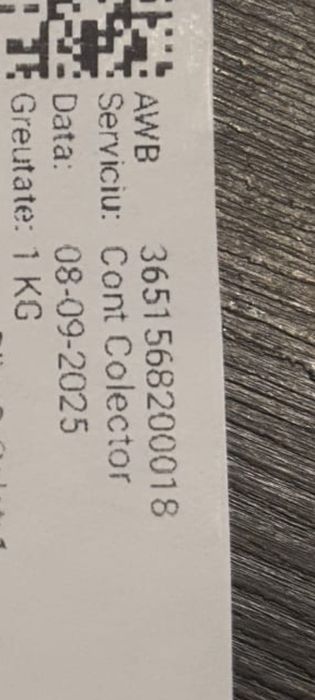 AWB 3651568200018
Serviciu: Cont Colector
Data: 08-09-2025
Greutate: 1 KG